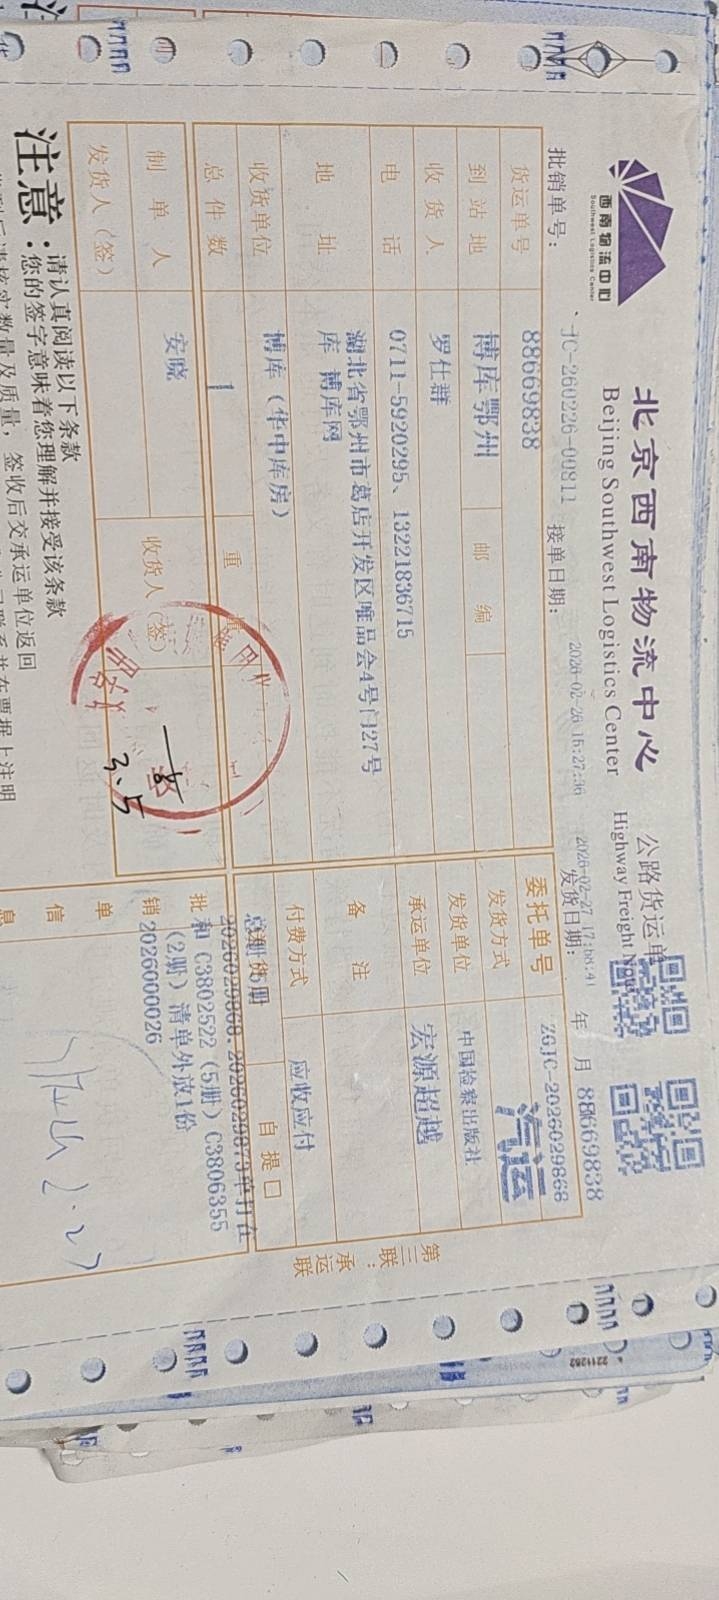 西南物流中心
Southwest Logistics Center
北京西南物流中心
Beijing Southwest Logistics Center
公路货运单
Highway Freight Note
88669838
批销单号：
JC-260226-00811
接单日期：
2026-02-26 15:27:36
发货日期：
年 月
货运单号 88669838
委托单号 ZGJC-2026029868
到站地 博库鄂州 邮编
发货方式 汽运
收货人 罗仕群
发货单位 中国检察出版社
电话 0711-5920295、13221836715
承运单位 宏源超越
地址 湖北省鄂州市葛店开发区唯品会4号门27号
库 博库网
备注
收货单位 博库（华中库房）
付费方式 应收应付
总件数 1 重量
自提 口
制单人 安晓
收货人（签）
发货人（签）
3.5
批销单信息
和 C3802522（5册）C3806355
（2册）清单外放1份
2026000026
第三联：承运联
注意：
请认真阅读以下条款
您的签字意味着您理解并接受该条款
签收后交承运单位返回